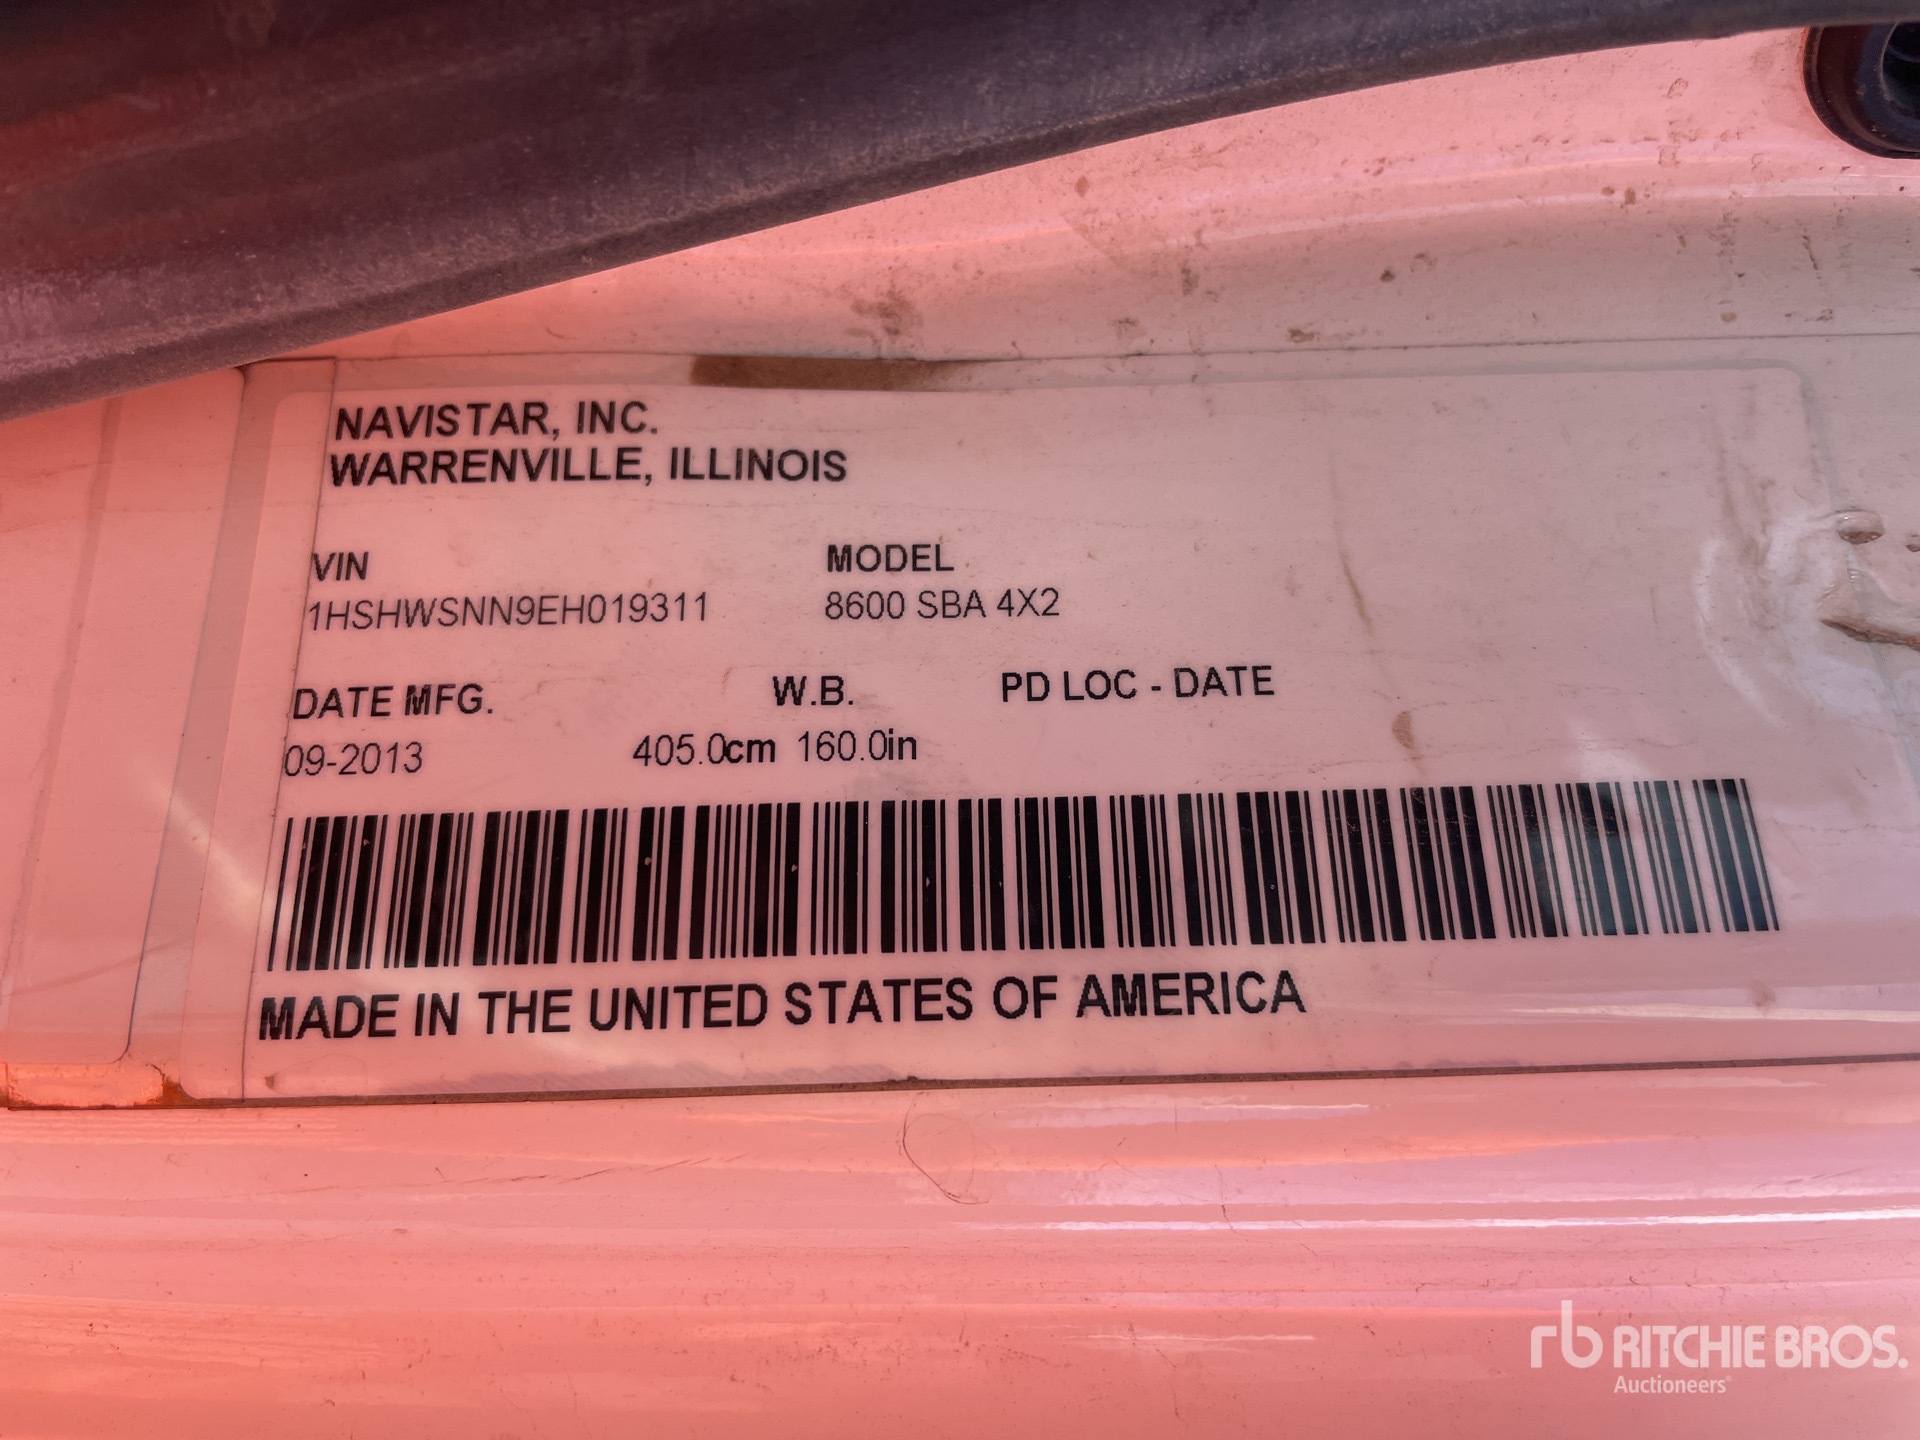 NAVISTAR, INC.
WARRENVILLE, ILLINOIS
VIN MODEL
1HSHWSNN9EH019311 8600 SBA 4X2
DATE MFG. W.B. PD LOC - DATE
09-2013 405.0cm 160.0in
MADE IN THE UNITED STATES OF AMERICA
rb RITCHIE BROS.
Auctioneers